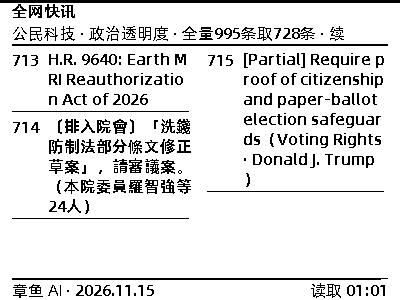 全网快讯
公民科技 · 政治透明度 · 全量995条取728条 · 续
713 H.R. 9640: Earth M
RI Reauthorizatio
n Act of 2026
714 〔排入院會〕「洗錢
防制法部分條文修正
草案」，請審議案。
（本院委員羅智強等
24人）
715 [Partial] Require p
roof of citizenship
and paper-ballot
election safeguar
ds（Voting Rights
· Donald J. Trump
）
章鱼 AI · 2026.11.15
读取 01:01